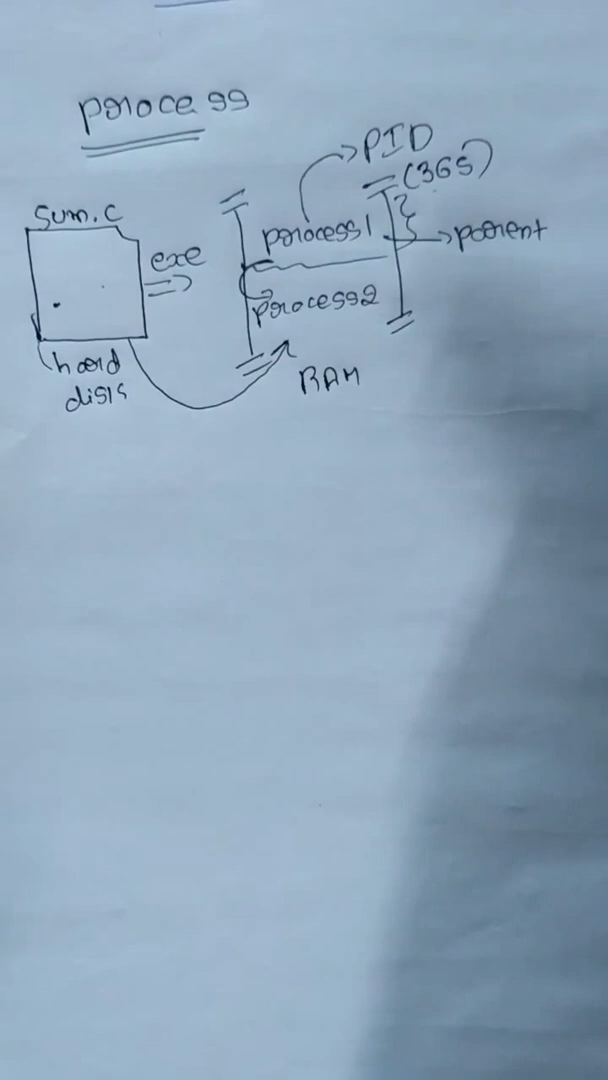 process
PID
(365)
Sum.c
exe
process1
parent
process2
hard
disk
RAM